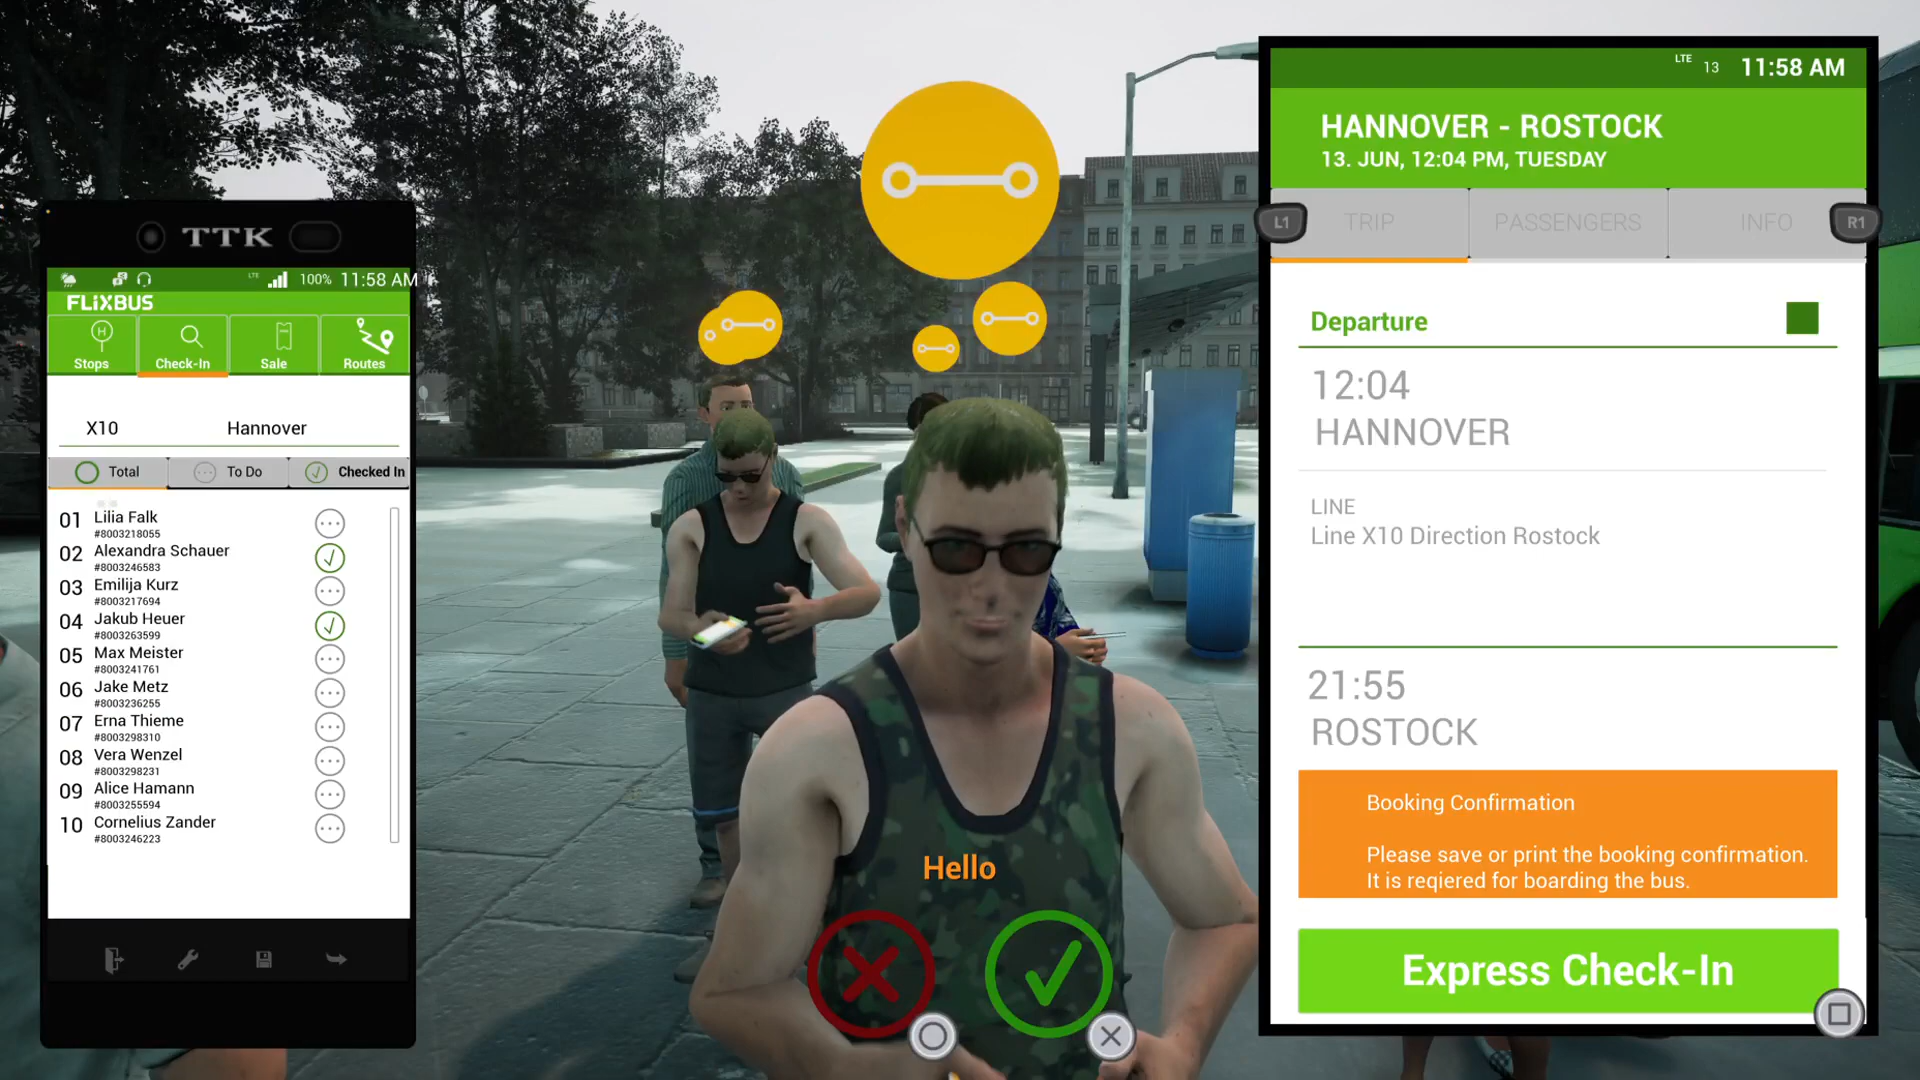 TTK
LTE 100% 11:58 AM
FLiXBUS
H
Stops Check-In Sale Routes
X10 Hannover
Total To Do Checked In
01 Lilia Falk
#8003218055
02 Alexandra Schauer
#8003246583
03 Emilija Kurz
#8003217694
04 Jakub Heuer
#8003263599
05 Max Meister
#8003241761
06 Jake Metz
#8003236255
07 Erna Thieme
#8003298310
08 Vera Wenzel
#8003298231
09 Alice Hamann
#8003255594
10 Cornelius Zander
#8003246223
Hello
LTE 13 11:58 AM
HANNOVER - ROSTOCK
13. JUN, 12:04 PM, TUESDAY
L1 TRIP PASSENGERS INFO R1
Departure
12:04
HANNOVER
LINE
Line X10 Direction Rostock
21:55
ROSTOCK
Booking Confirmation
Please save or print the booking confirmation.
It is reqiered for boarding the bus.
Express Check-In